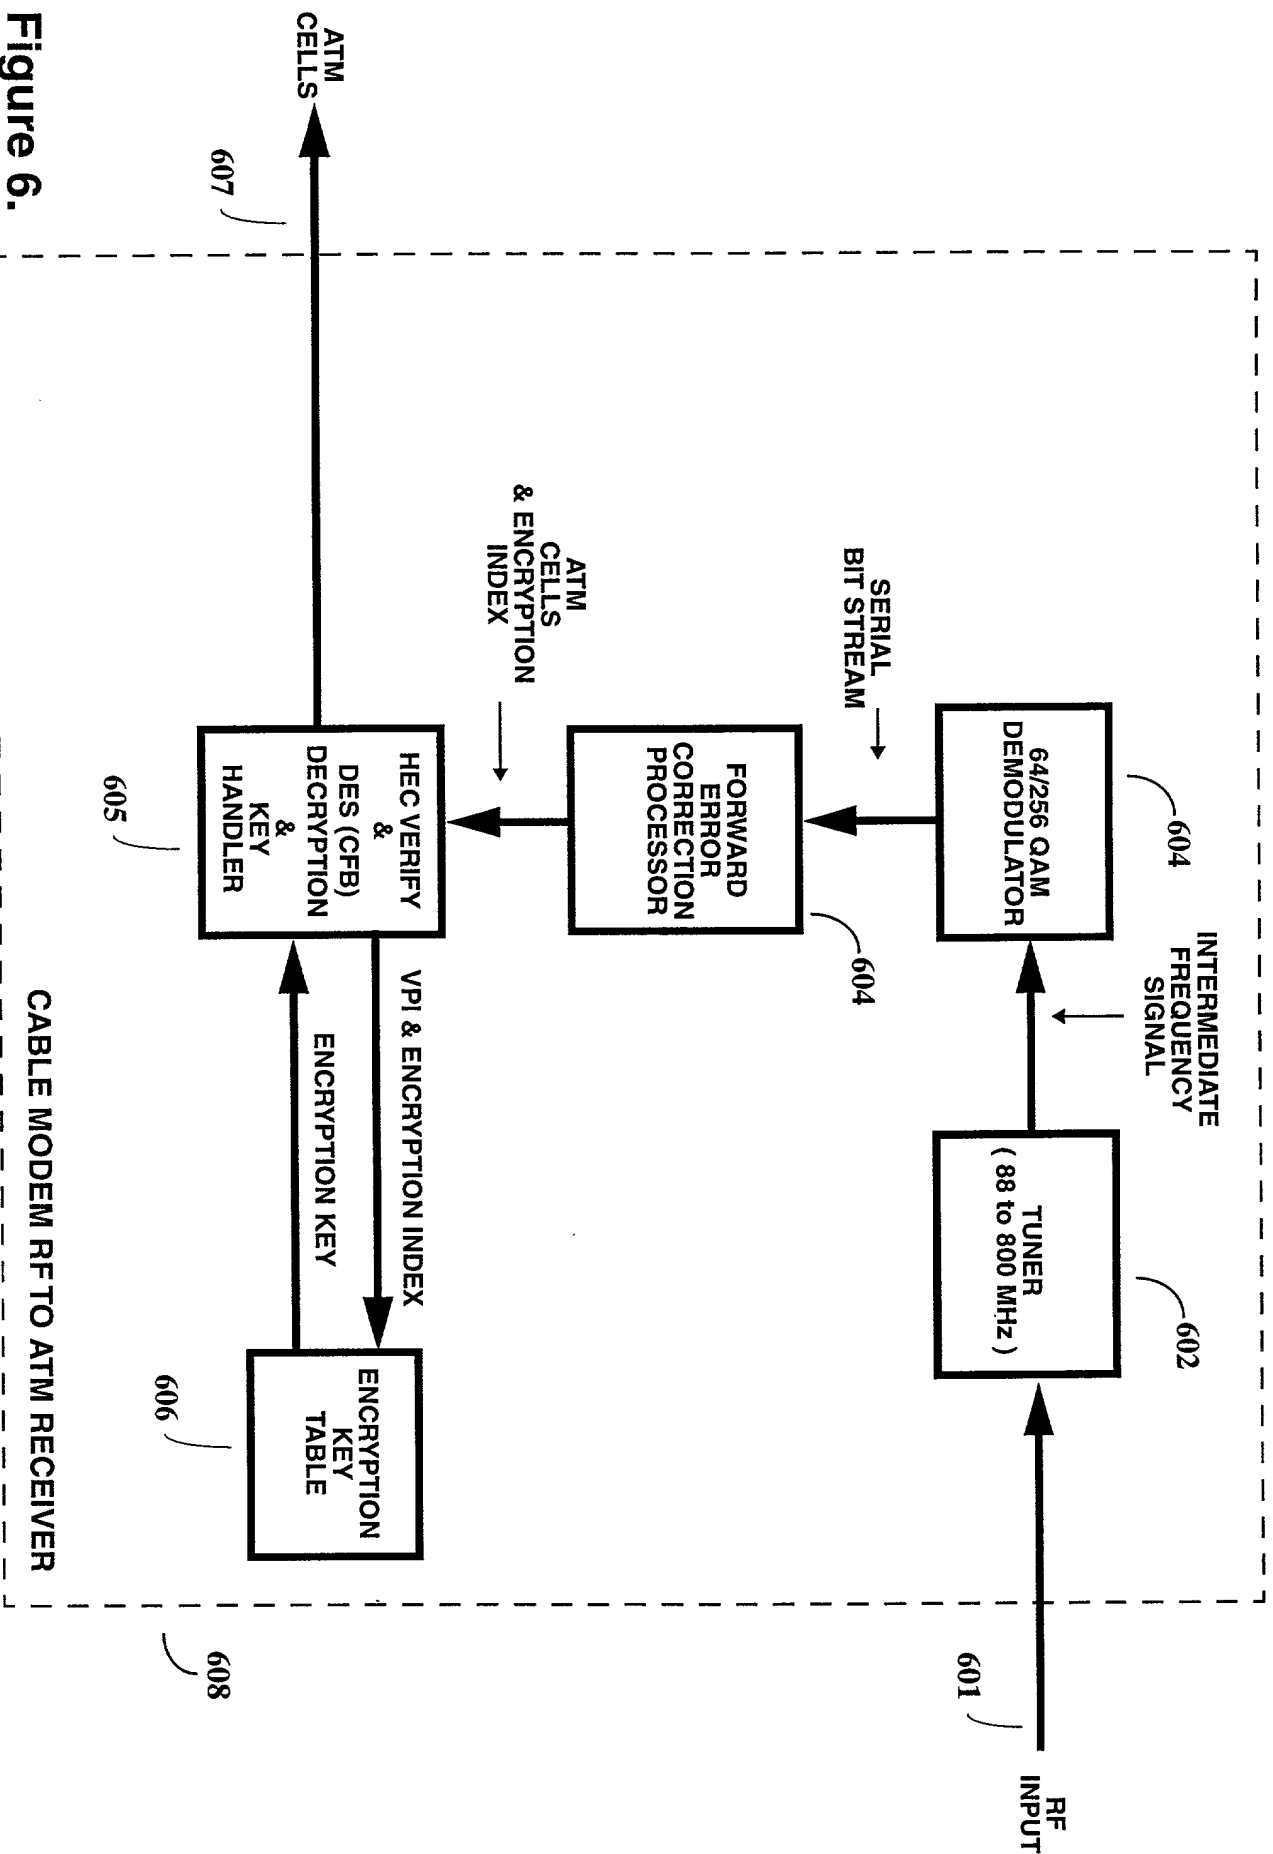 RF
INPUT
601
602
TUNER
( 88 to 800 MHz )
INTERMEDIATE
FREQUENCY
SIGNAL
604
64/256 QAM
DEMODULATOR
SERIAL
BIT STREAM
604
FORWARD
ERROR
CORRECTION
PROCESSOR
ATM
CELLS
& ENCRYPTION
INDEX
HEC VERIFY
&
DES (CFB)
DECRYPTION
&
KEY
HANDLER
605
VPI & ENCRYPTION INDEX
ENCRYPTION KEY
ENCRYPTION
KEY
TABLE
606
ATM
CELLS
607
608
CABLE MODEM RF TO ATM RECEIVER
Figure 6.